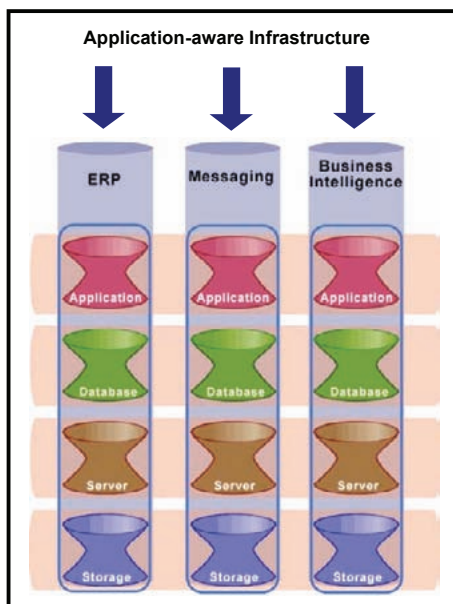 Application-aware Infrastructure
ERP
Messaging
Business
Intelligence
Application
Application
Application
Database
Database
Database
Server
Server
Server
Storage
Storage
Storage